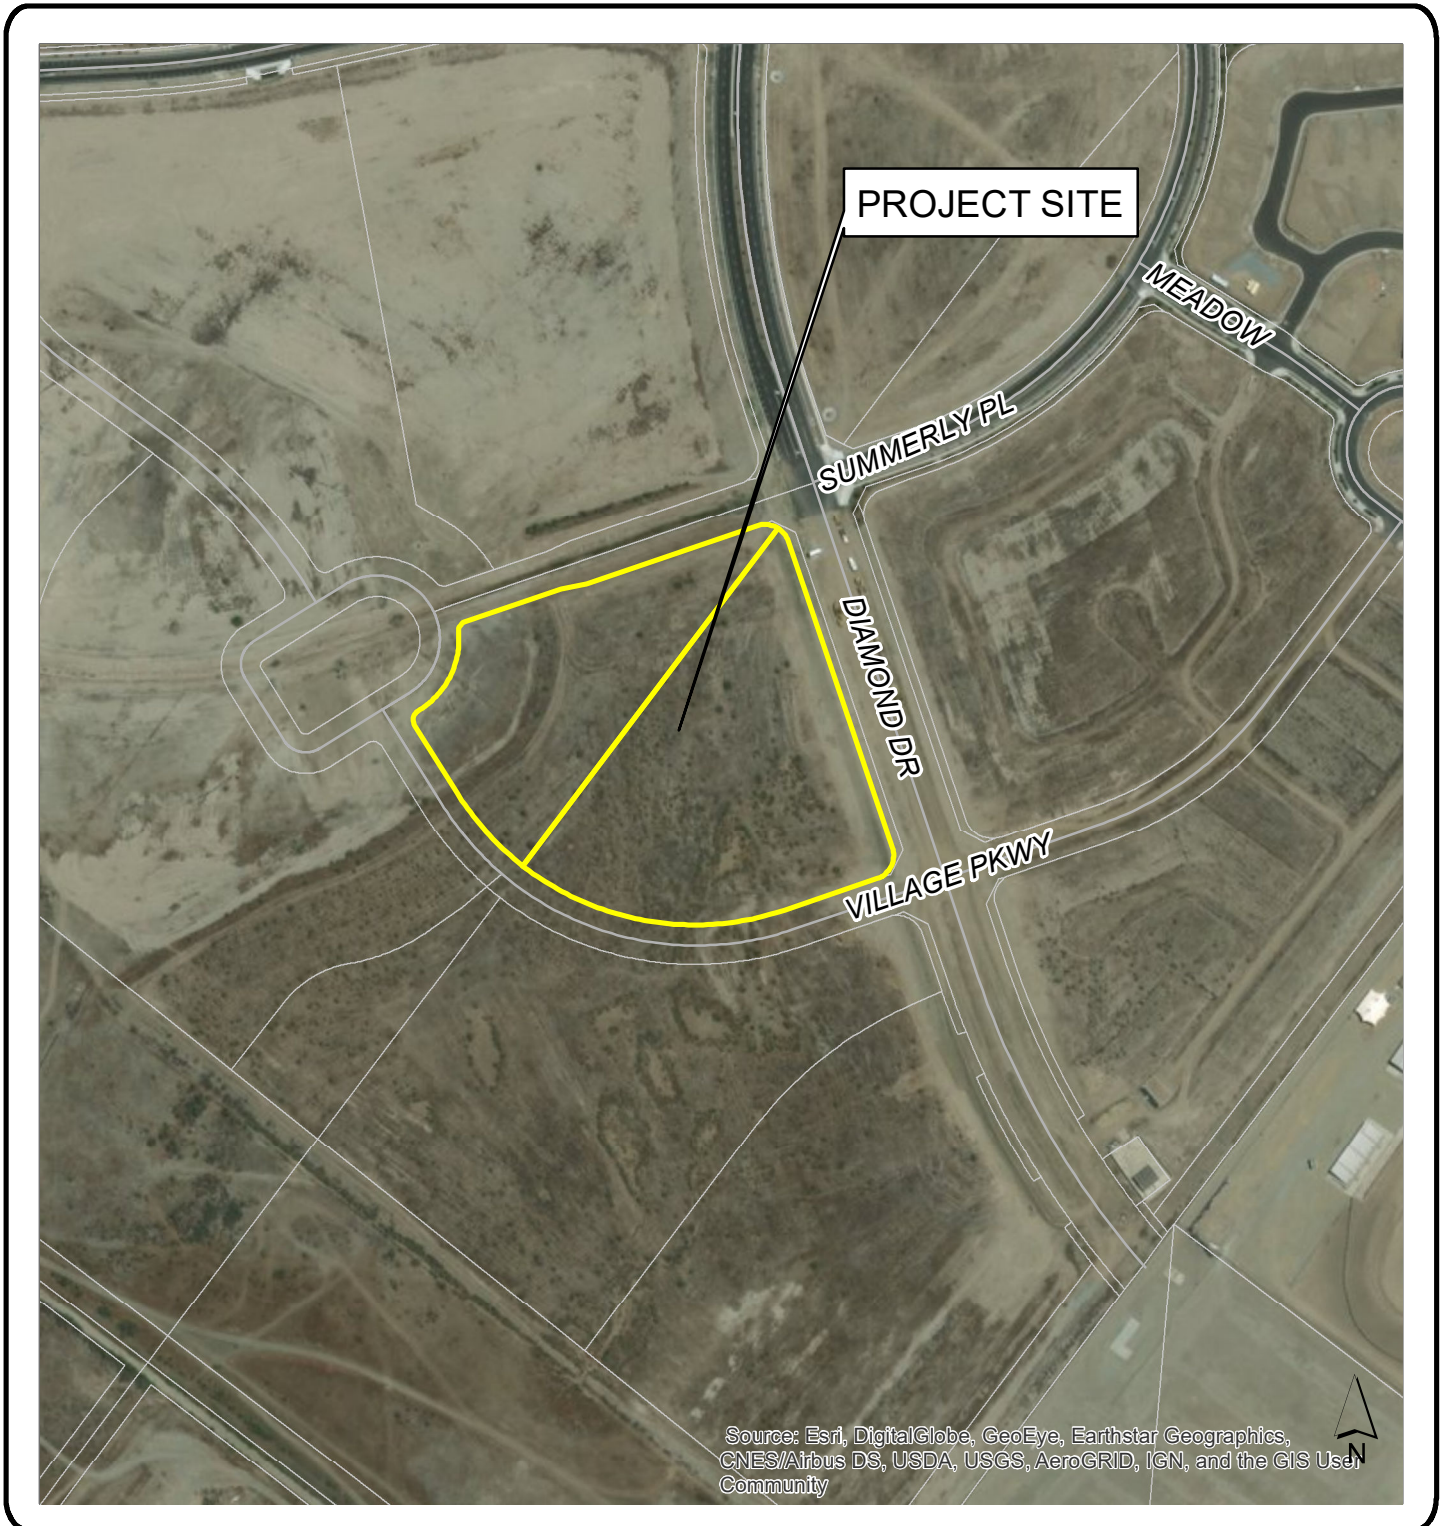 PROJECT SITE
MEADOW
SUMMERLY PL
DIAMOND DR
VILLAGE PKWY
Source: Esri, DigitalGlobe, GeoEye, Earthstar Geographics,
CNES/Airbus DS, USDA, USGS, AeroGRID, IGN, and the GIS User
Community
N